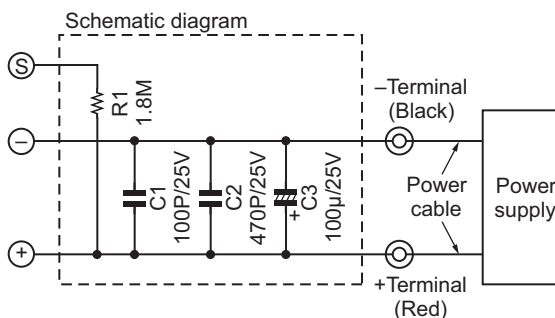 Schematic diagram
S
R1
1.8M
–Terminal
(Black)
–
C1
100P/25V
C2
470P/25V
+
C3
100µ/25V
Power
cable
Power
supply
+
+Terminal
(Red)